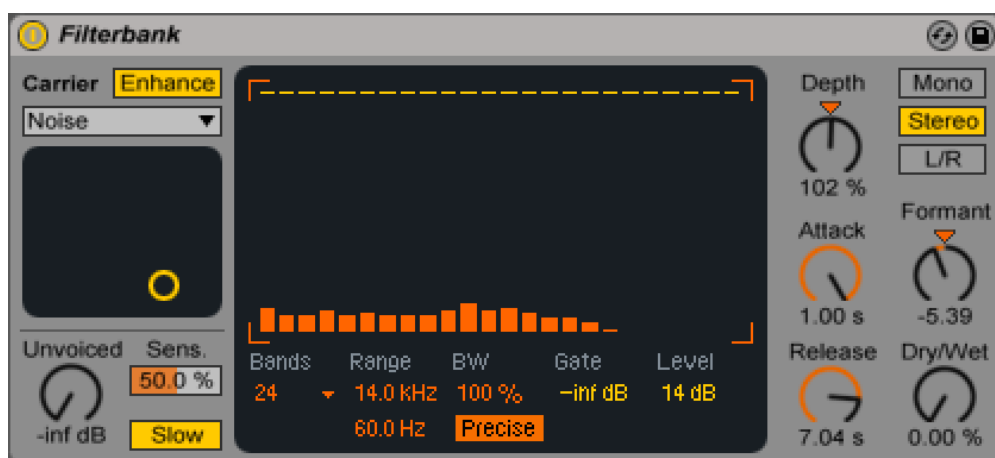 Filterbank
Carrier Enhance
Noise
Unvoiced Sens.
50.0 %
-inf dB Slow
Bands Range BW Gate Level
24 14.0 kHz 100 % -inf dB 14 dB
60.0 Hz Precise
Depth
102 %
Attack
1.00 s
Release
7.04 s
Mono
Stereo
L/R
Formant
-5.39
Dry/Wet
0.00 %